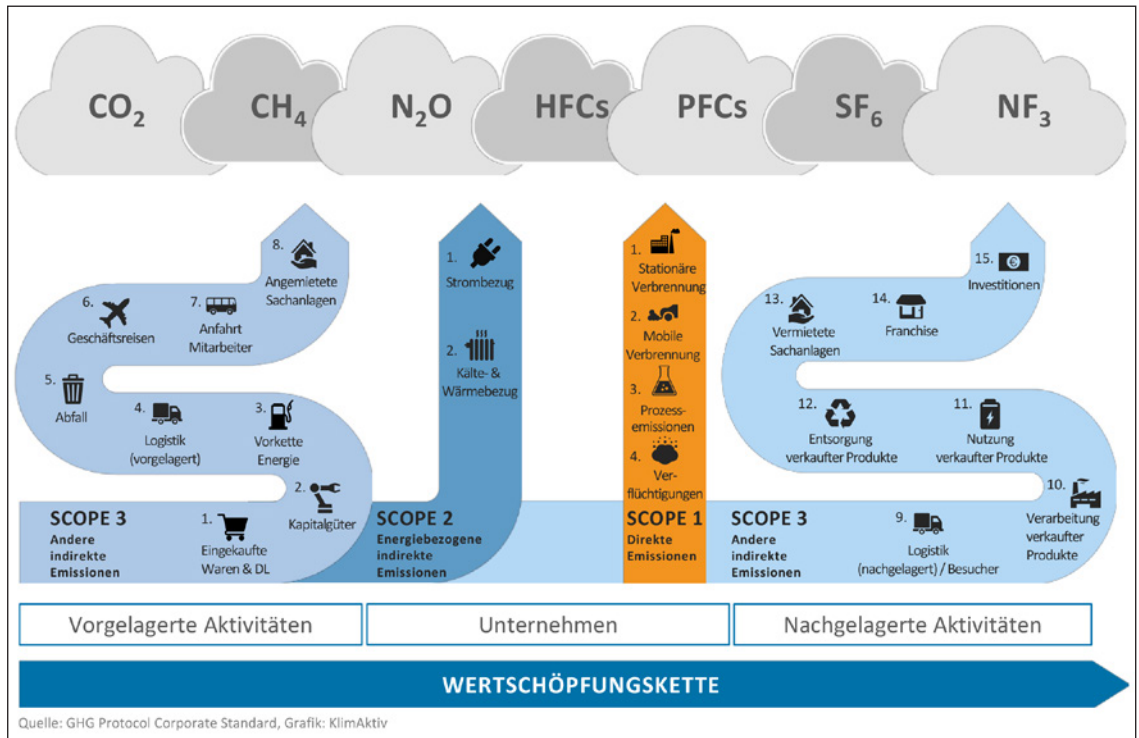 CO₂
CH₄
N₂O
HFCs
PFCs
SF₆
NF₃
8.
Angemietete
Sachanlagen
6.
Geschäftsreisen
7.
Anfahrt
Mitarbeiter
5.
Abfall
4.
Logistik
(vorgelagert)
3.
Vorkette
Energie
2.
Kapitalgüter
1.
Eingekaufte
Waren & DL
SCOPE 3
Andere
indirekte
Emissionen
1.
Strombezug
2.
Kälte- &
Wärmebezug
SCOPE 2
Energiebezogene
indirekte
Emissionen
1.
Stationäre
Verbrennung
2.
Mobile
Verbrennung
3.
Prozess-
emissionen
4.
Ver-
flüchtigungen
SCOPE 1
Direkte
Emissionen
15.
Investitionen
13.
Vermietete
Sachanlagen
14.
Franchise
12.
Entsorgung
verkaufter Produkte
11.
Nutzung
verkaufter Produkte
10.
Verarbeitung
verkaufter
Produkte
9.
Logistik
(nachgelagert) / Besucher
SCOPE 3
Andere
indirekte
Emissionen
Vorgelagerte Aktivitäten
Unternehmen
Nachgelagerte Aktivitäten
WERTSCHÖPFUNGSKETTE
Quelle: GHG Protocol Corporate Standard, Grafik: KlimAktiv